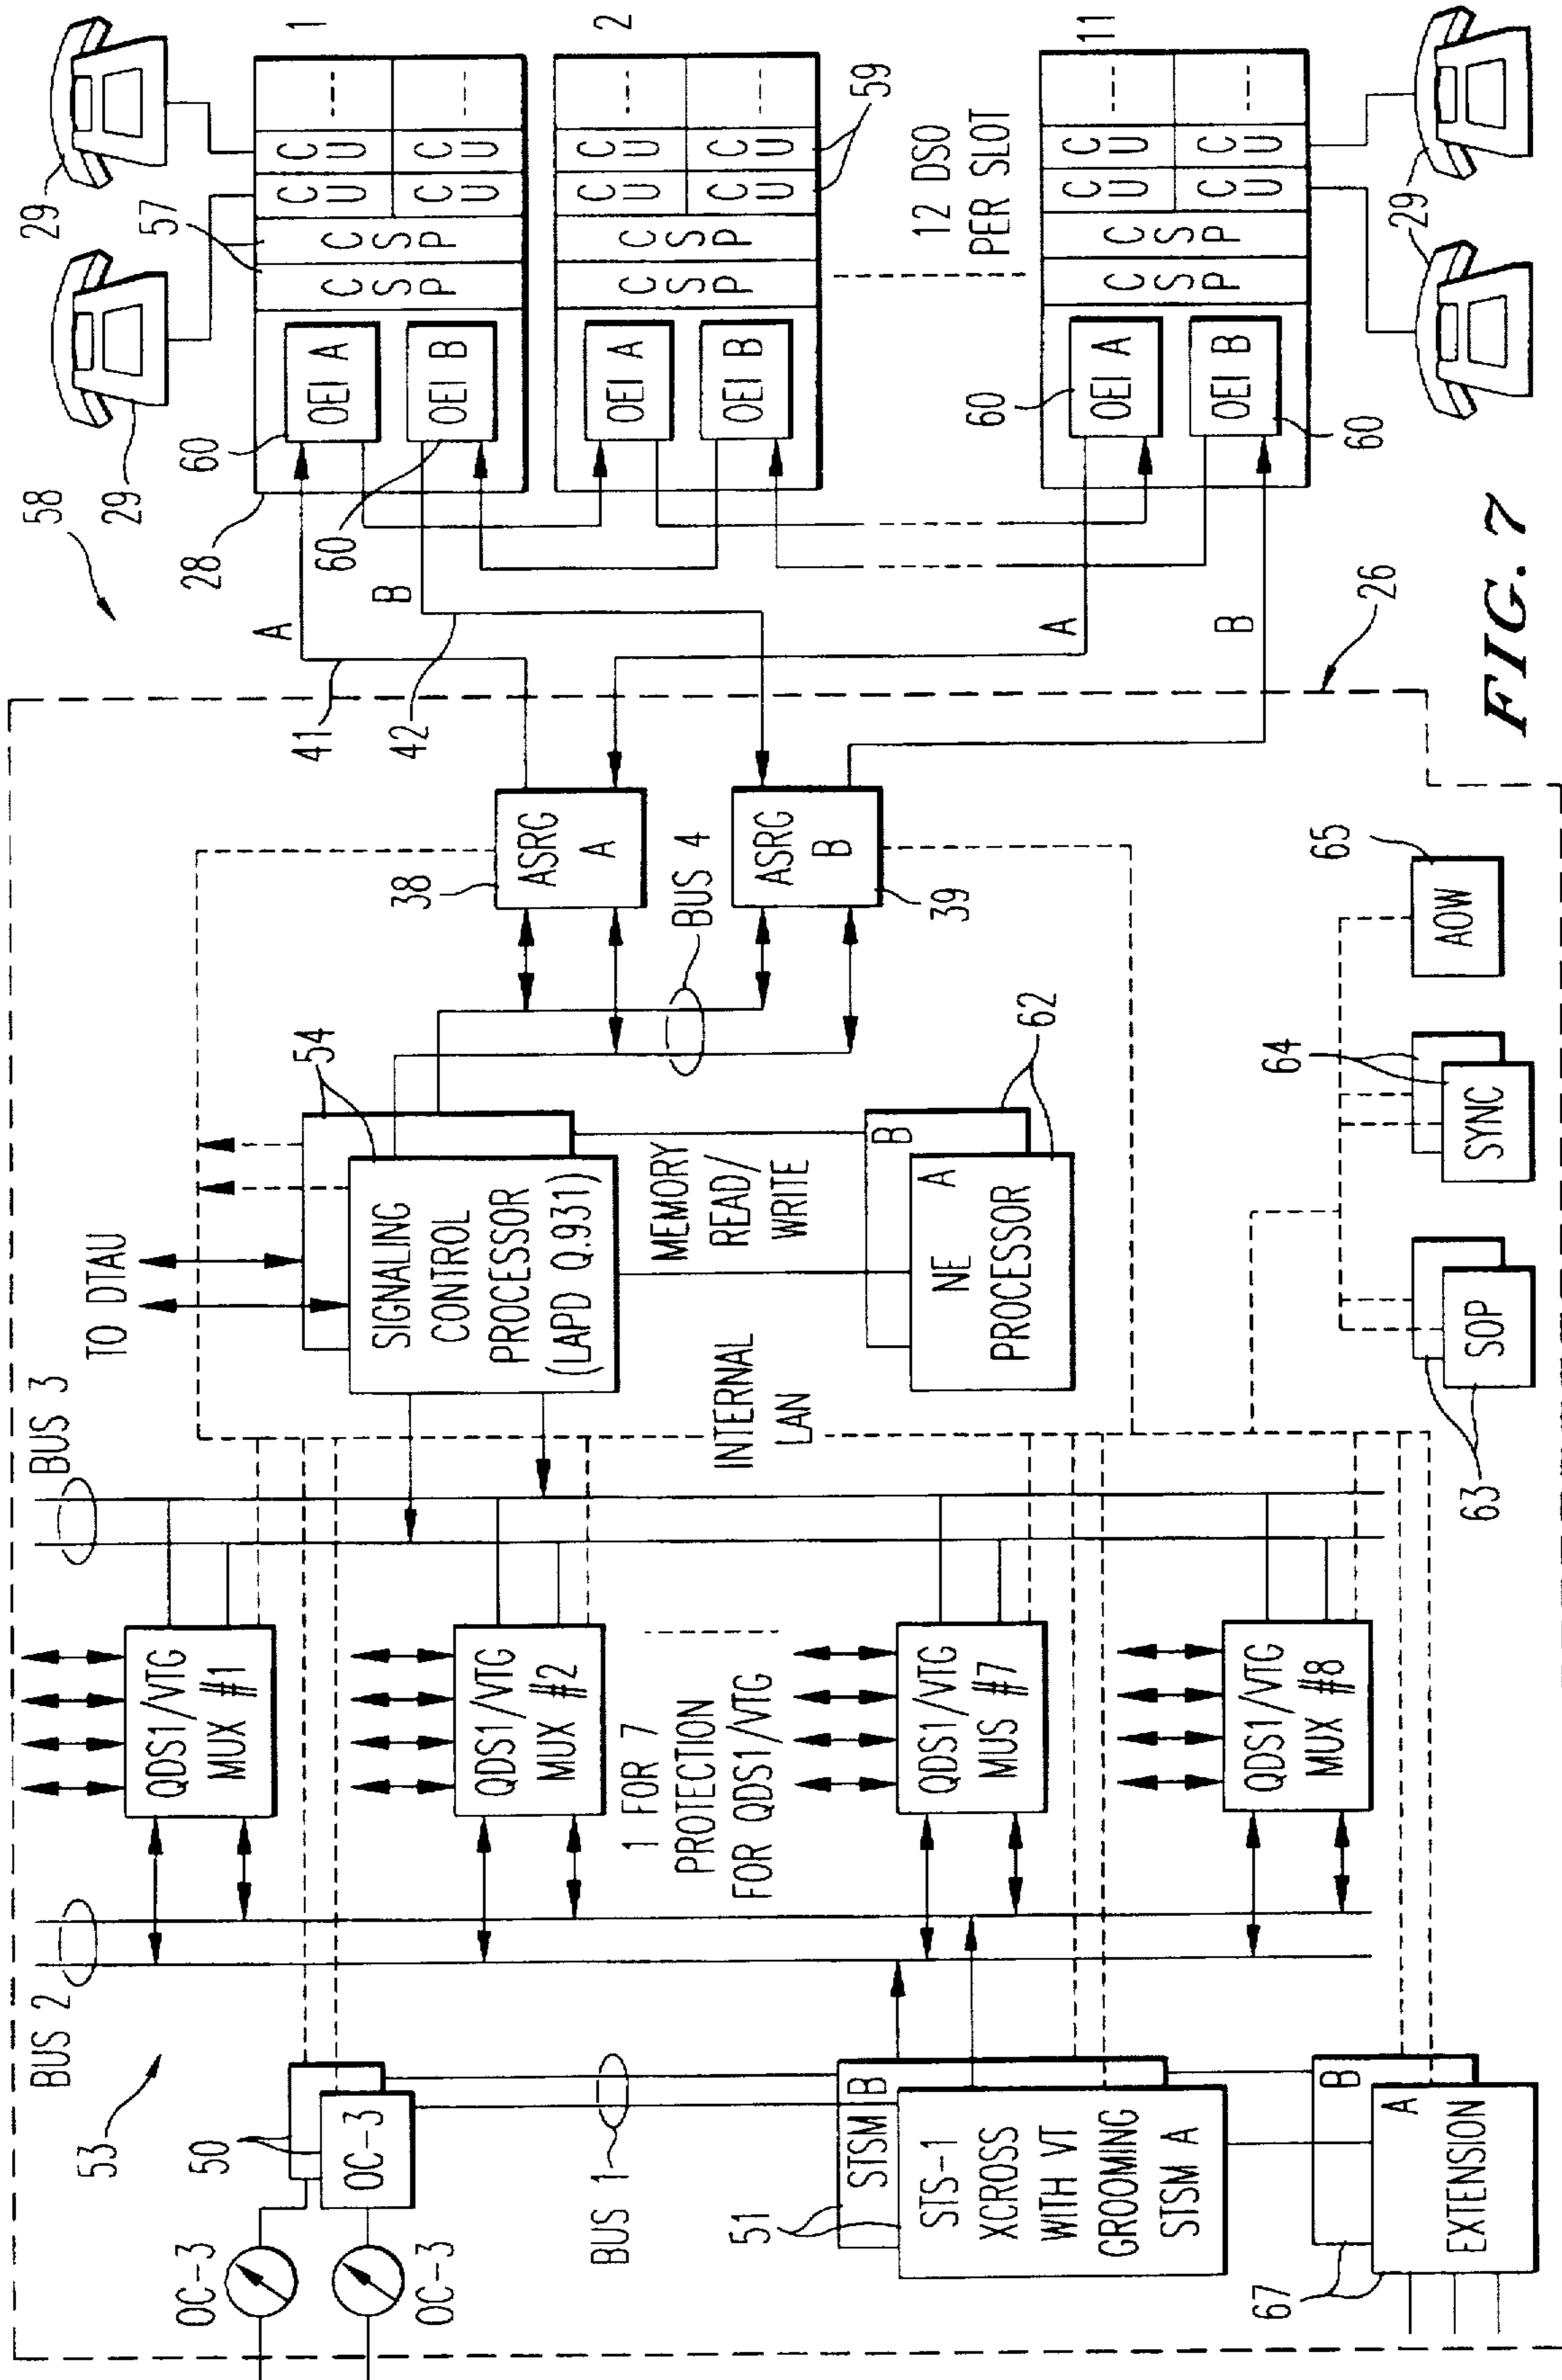 58
29
29
29
29
57
28
60
60
A
B
41
42
OEI A
OEI B
C S P
C S P
C U
C U
C U
C U
1
OEI A
OEI B
C S P
C S P
C U
C U
C U
C U
2
59
12 DSO
PER SLOT
60
60
A
B
OEI A
OEI B
C S P
C S P
C U
C U
C U
C U
11
26
53
OC-3
OC-3
50
OC-3
BUS 1
BUS 2
BUS 3
QDS1/VTG
MUX #1
QDS1/VTG
MUX #2
1 FOR 7
PROTECTION
FOR QDS1/VTG
QDS1/VTG
MUS #7
QDS1/VTG
MUX #8
TO DTAU
54
SIGNALING
CONTROL
PROCESSOR
(LAPD Q.931)
MEMORY
READ/
WRITE
INTERNAL
LAN
B
A
NE
PROCESSOR
62
38
ASRG
A
BUS 4
ASRG
B
39
51
STSM B
STS-1
XCROSS
WITH VT
GROOMING
STSM A
67
B
A
EXTENSION
63
SOP
64
SYNC
65
AOW
FIG. 7